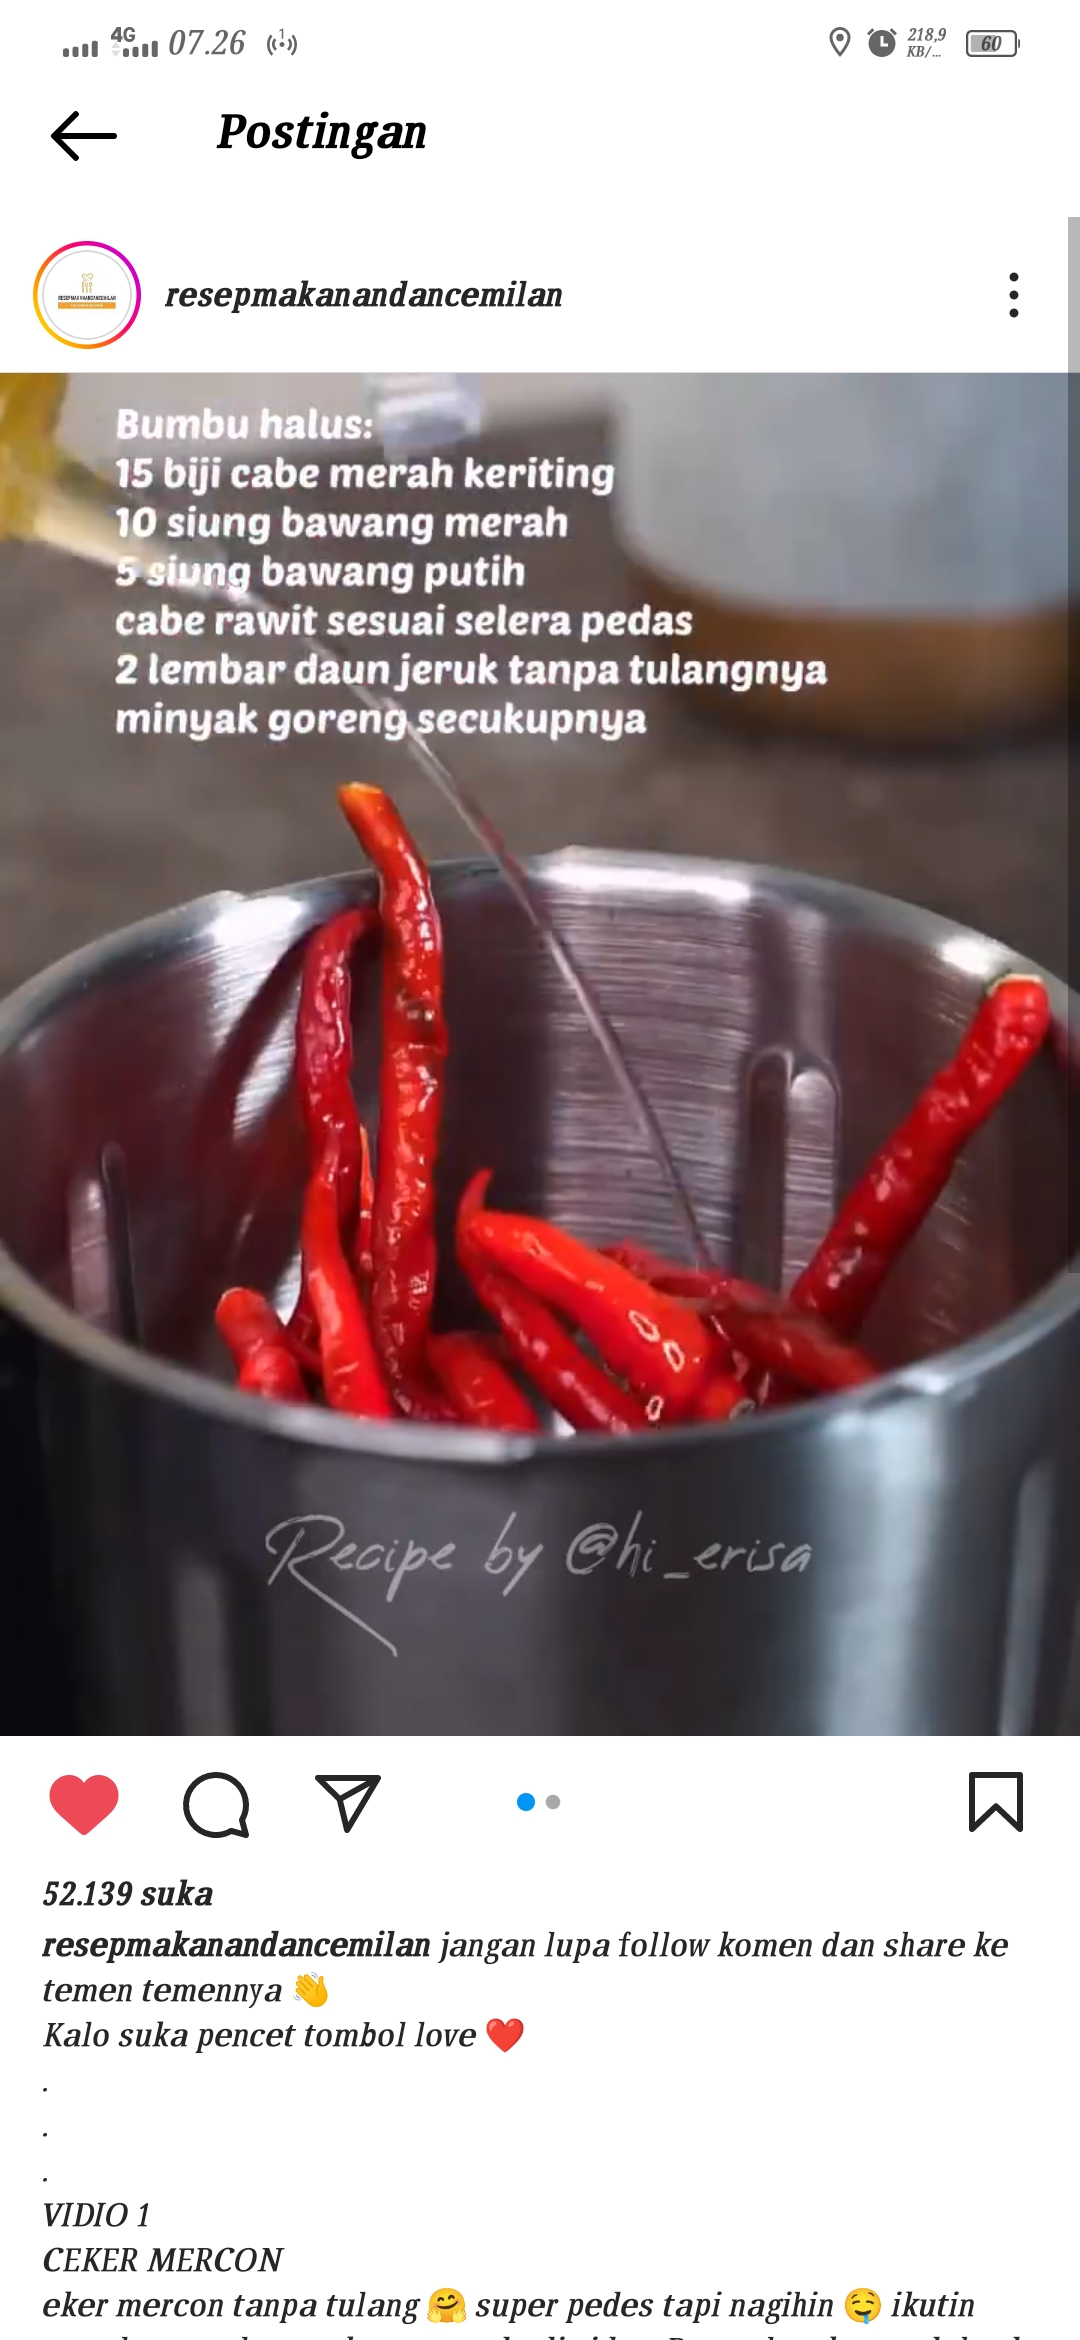 4G 07.26 218,9 KB/... 60
Postingan
resepmakanandancemilan
Bumbu halus:
15 biji cabe merah keriting
10 siung bawang merah
5 siung bawang putih
cabe rawit sesuai selera pedas
2 lembar daun jeruk tanpa tulangnya
minyak goreng secukupnya
Recipe by @hi_erisa
52.139 suka
resepmakanandancemilan jangan lupa follow komen dan share ke
temen temennya 👋
Kalo suka pencet tombol love ❤️
.
.
.
VIDIO 1
CEKER MERCON
eker mercon tanpa tulang 🤗 super pedes tapi nagihin 🤤 ikutin